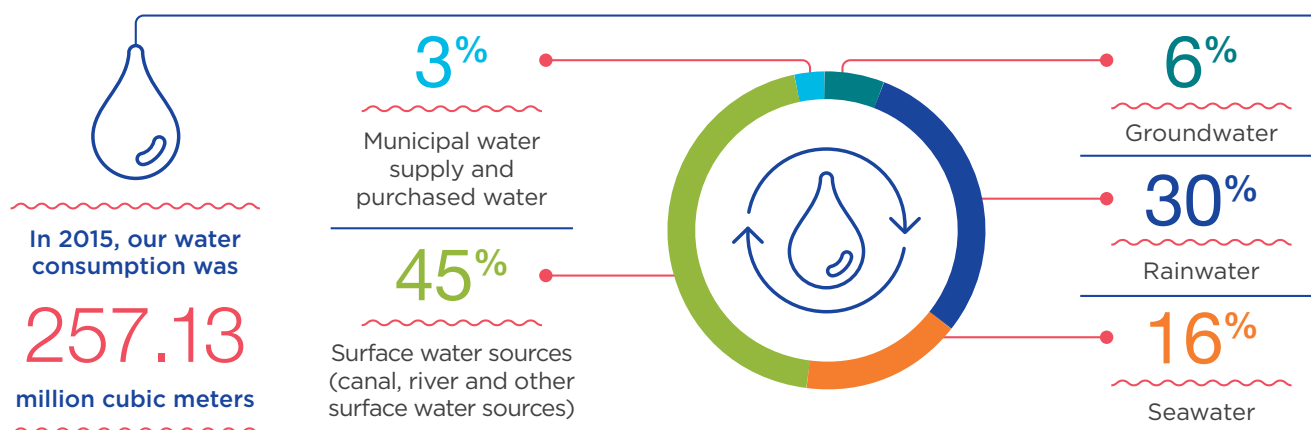 In 2015, our water
consumption was
257.13
million cubic meters
3%
Municipal water
supply and
purchased water
45%
Surface water sources
(canal, river and other
surface water sources)
6%
Groundwater
30%
Rainwater
16%
Seawater